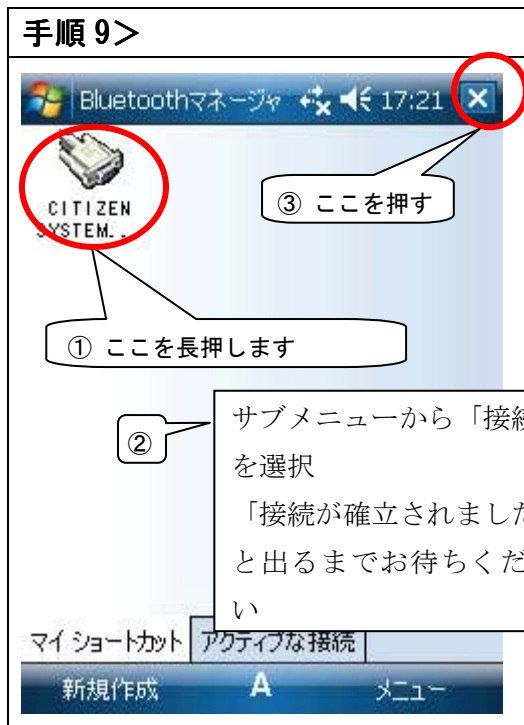 手順 9＞
Bluetoothマネージャ 17:21
CITIZEN
SYSTEM..
③ ここを押す
① ここを長押しします
②
サブメニューから「接続
を選択
「接続が確立されました
と出るまでお待ちくだ
い
マイ ショートカット アクティブな接続
新規作成 A メニュー